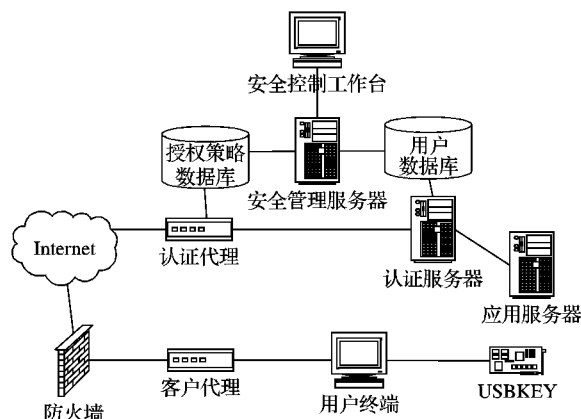 安全控制工作台
授权策略
数据库
用户
数据库
安全管理服务器
Internet
认证代理
认证服务器
应用服务器
防火墙
客户代理
用户终端
USBKEY